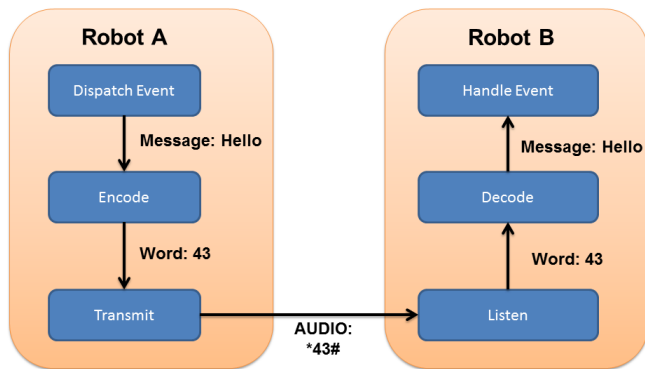 Robot A
Dispatch Event
Message: Hello
Encode
Word: 43
Transmit
AUDIO:
*43#
Robot B
Handle Event
Message: Hello
Decode
Word: 43
Listen